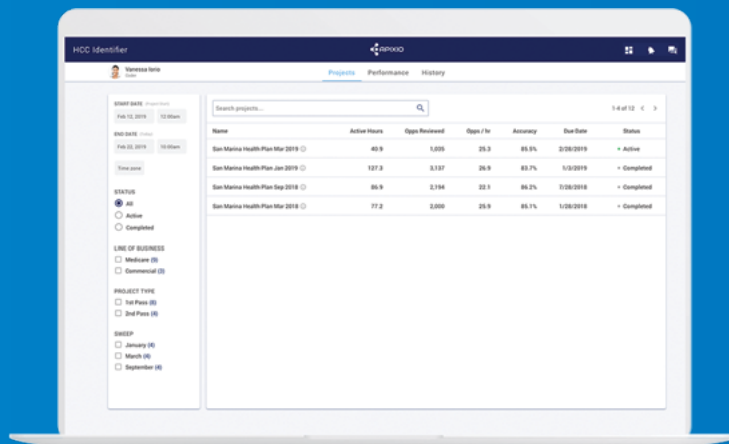 HCC Identifier
APIXIO
Vanessa Iorio
Coder
Projects Performance History
START DATE
Feb 12, 2019 12:00am
END DATE (Today)
Feb 22, 2019 10:00am
Time zone
STATUS
All
Active
Completed
LINE OF BUSINESS
Medicare (9)
Commercial (3)
PROJECT TYPE
1st Pass (8)
2nd Pass (4)
SWEEP
January (4)
March (4)
September (4)
Search projects...
1-4 of 12
Name Active Hours Opps Reviewed Opps / hr Accuracy Due Date Status
San Marina Health Plan Mar 2019 40.9 1,035 25.3 85.5% 2/28/2019 Active
San Marina Health Plan Jan 2019 127.3 3,137 26.9 83.7% 1/3/2019 Completed
San Marina Health Plan Sep 2018 86.9 2,194 22.1 86.2% 7/28/2018 Completed
San Marina Health Plan Mar 2018 77.2 2,000 25.9 85.1% 1/28/2018 Completed